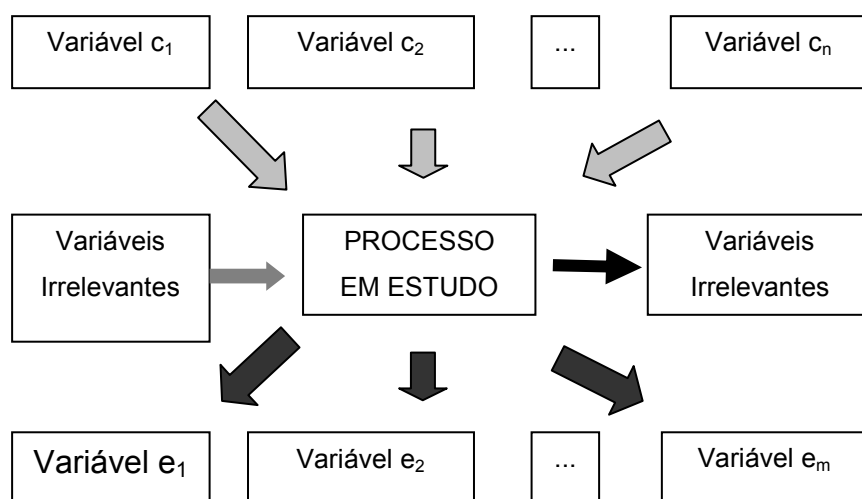 Variável c₁
Variável c₂
...
Variável cₙ
Variáveis
Irrelevantes
PROCESSO
EM ESTUDO
Variáveis
Irrelevantes
Variável e₁
Variável e₂
...
Variável eₘ